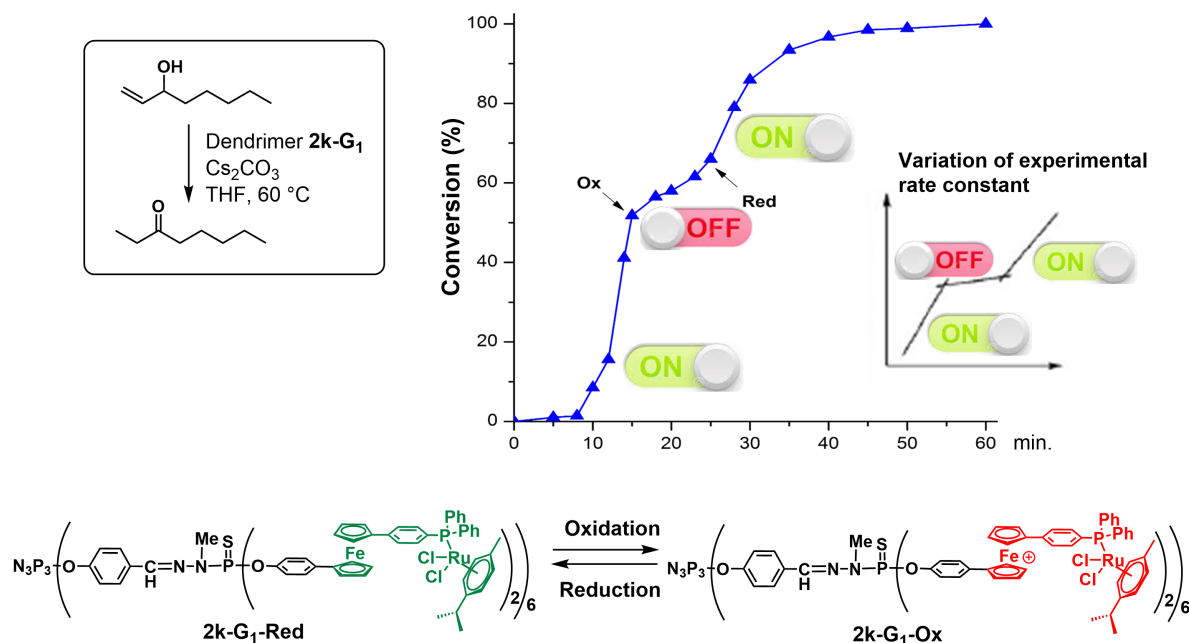 OH
Dendrimer 2k-G₁
Cs₂CO₃
THF, 60 °C
O
Conversion (%)
100
80
60
40
20
0
0
10
20
30
40
50
60
min.
Ox
Red
ON
OFF
ON
Variation of experimental
rate constant
OFF
ON
ON
N₃P₃
O
C
H
N
N
Me
P
S
O
Fe
P
Ph
Ph
Cl
Cl
Ru
2
6
2k-G₁-Red
Oxidation
Reduction
N₃P₃
O
C
H
N
N
Me
P
S
O
Fe
+
P
Ph
Ph
Cl
Cl
Ru
2
6
2k-G₁-Ox